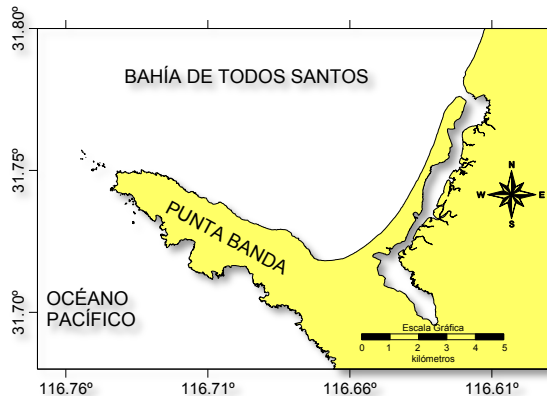 31.80°
BAHÍA DE TODOS SANTOS
31.75°
N
W E
S
PUNTA BANDA
OCÉANO
PACÍFICO
31.70°
Escala Gráfica
0 1 2 3 4 5
kilómetros
116.76° 116.71° 116.66° 116.61°